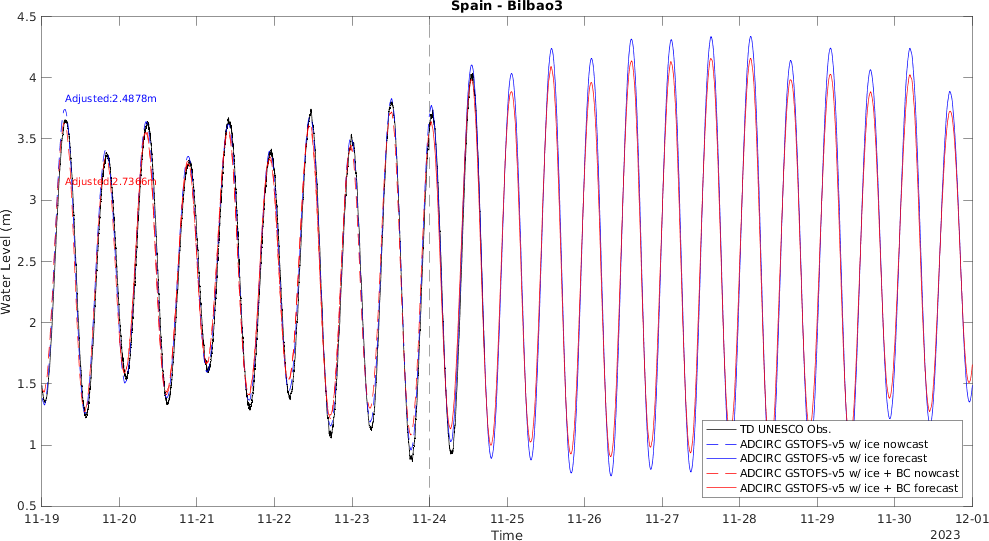 Spain - Bilbao3
4.5
4
3.5
3
2.5
2
1.5
1
0.5
Water Level (m)
Adjusted:2.4878m
Adjusted:2.7366m
TD UNESCO Obs.
ADCIRC GSTOFS-v5 w/ ice nowcast
ADCIRC GSTOFS-v5 w/ ice forecast
ADCIRC GSTOFS-v5 w/ ice + BC nowcast
ADCIRC GSTOFS-v5 w/ ice + BC forecast
11-19 11-20 11-21 11-22 11-23 11-24 11-25 11-26 11-27 11-28 11-29 11-30 12-01
Time
2023